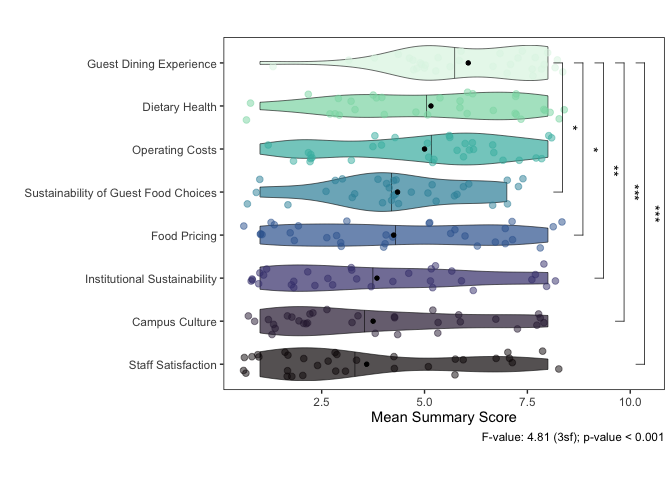 Guest Dining Experience
Dietary Health
Operating Costs
Sustainability of Guest Food Choices
Food Pricing
Institutional Sustainability
Campus Culture
Staff Satisfaction
*
*
**
***
***
2.5 5.0 7.5 10.0
Mean Summary Score
F-value: 4.81 (3sf); p-value < 0.001